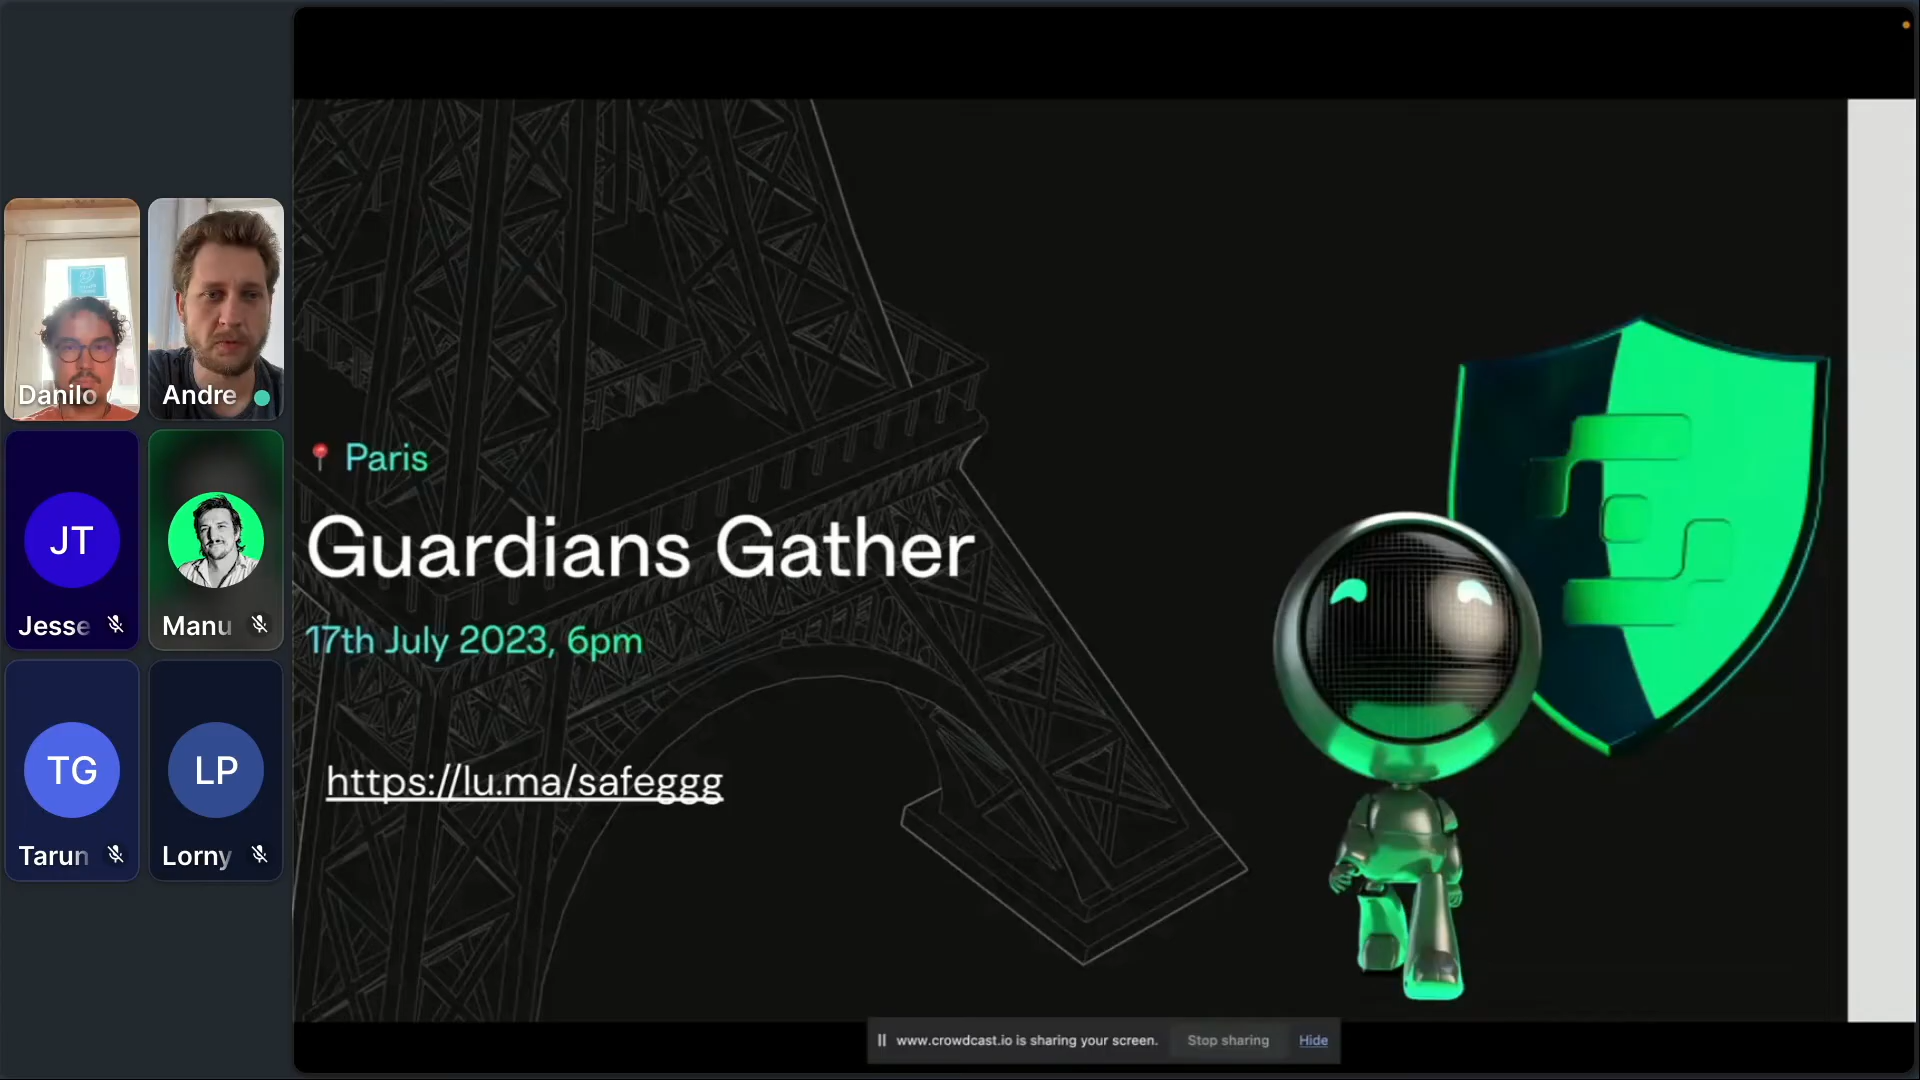 Danilo
Andre
JT
Jesse
Manu
TG
Tarun
LP
Lorny
Paris
Guardians Gather
17th July 2023, 6pm
https://lu.ma/safeggg
www.crowdcast.io is sharing your screen.
Stop sharing
Hide